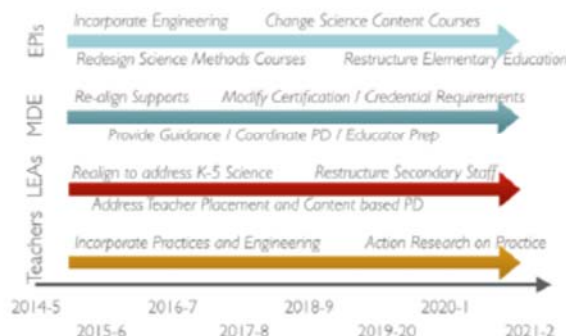 EPIs
Incorporate Engineering Change Science Content Courses
Redesign Science Methods Courses Restructure Elementary Education
MDE
Re-align Supports Modify Certification / Credential Requirements
Provide Guidance / Coordinate PD / Educator Prep
LEAs
Realign to address K-5 Science Restructure Secondary Staff
Address Teacher Placement and Content based PD
Teachers
Incorporate Practices and Engineering Action Research on Practice
2014-5 2016-7 2018-9 2020-1
2015-6 2017-8 2019-20 2021-2